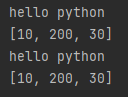 hello python
[10, 200, 30]
hello python
[10, 200, 30]